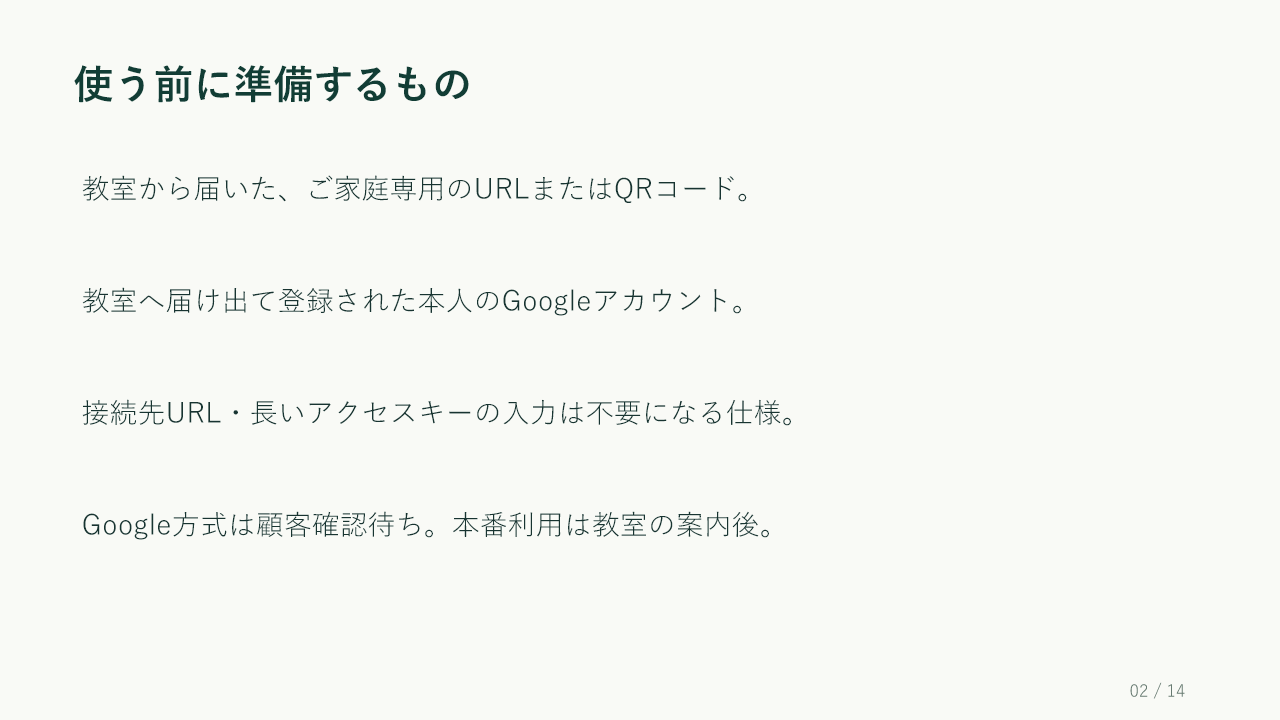 使う前に準備するもの
教室から届いた、ご家庭専用のURLまたはQRコード。
教室へ届け出て登録された本人のGoogleアカウント。
接続先URL・長いアクセスキーの入力は不要になる仕様。
Google方式は顧客確認待ち。本番利用は教室の案内後。
02 / 14